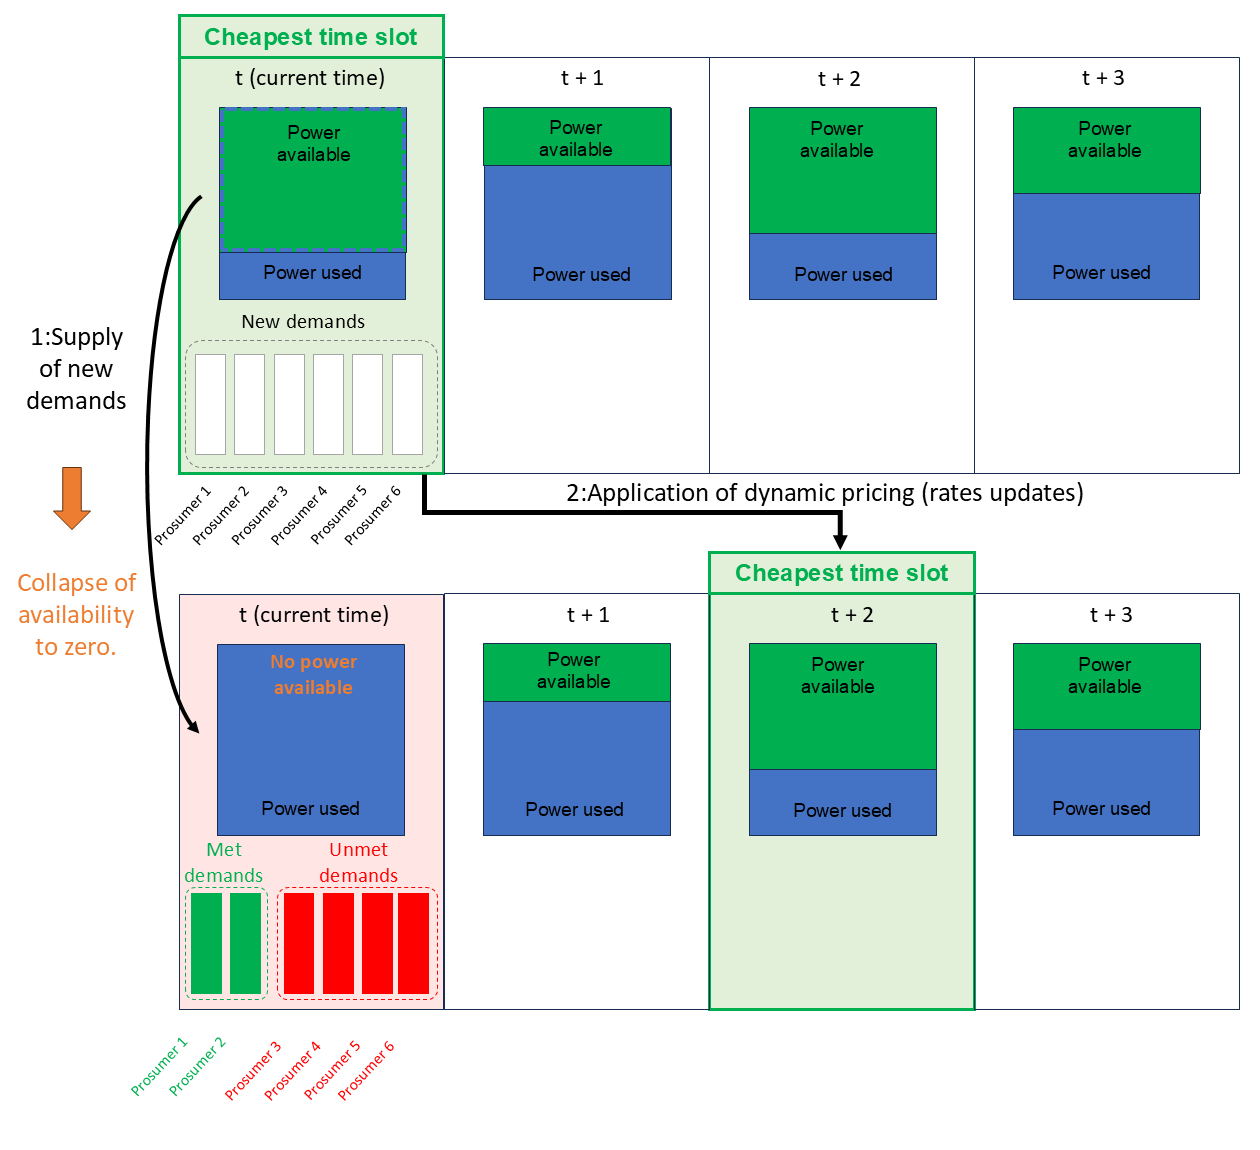 Cheapest time slot
t (current time)
t + 1
t + 2
t + 3
Power
available
Power used
Power
available
Power used
Power
available
Power used
Power
available
Power used
New demands
1:Supply
of new
demands
Prosumer 1
Prosumer 2
Prosumer 3
Prosumer 4
Prosumer 5
Prosumer 6
2:Application of dynamic pricing (rates updates)
Collapse of
availability
to zero.
Cheapest time slot
t (current time)
t + 1
t + 2
t + 3
No power
available
Power used
Power
available
Power used
Power
available
Power used
Power
available
Power used
Met
demands
Unmet
demands
Prosumer 1
Prosumer 2
Prosumer 3
Prosumer 4
Prosumer 5
Prosumer 6